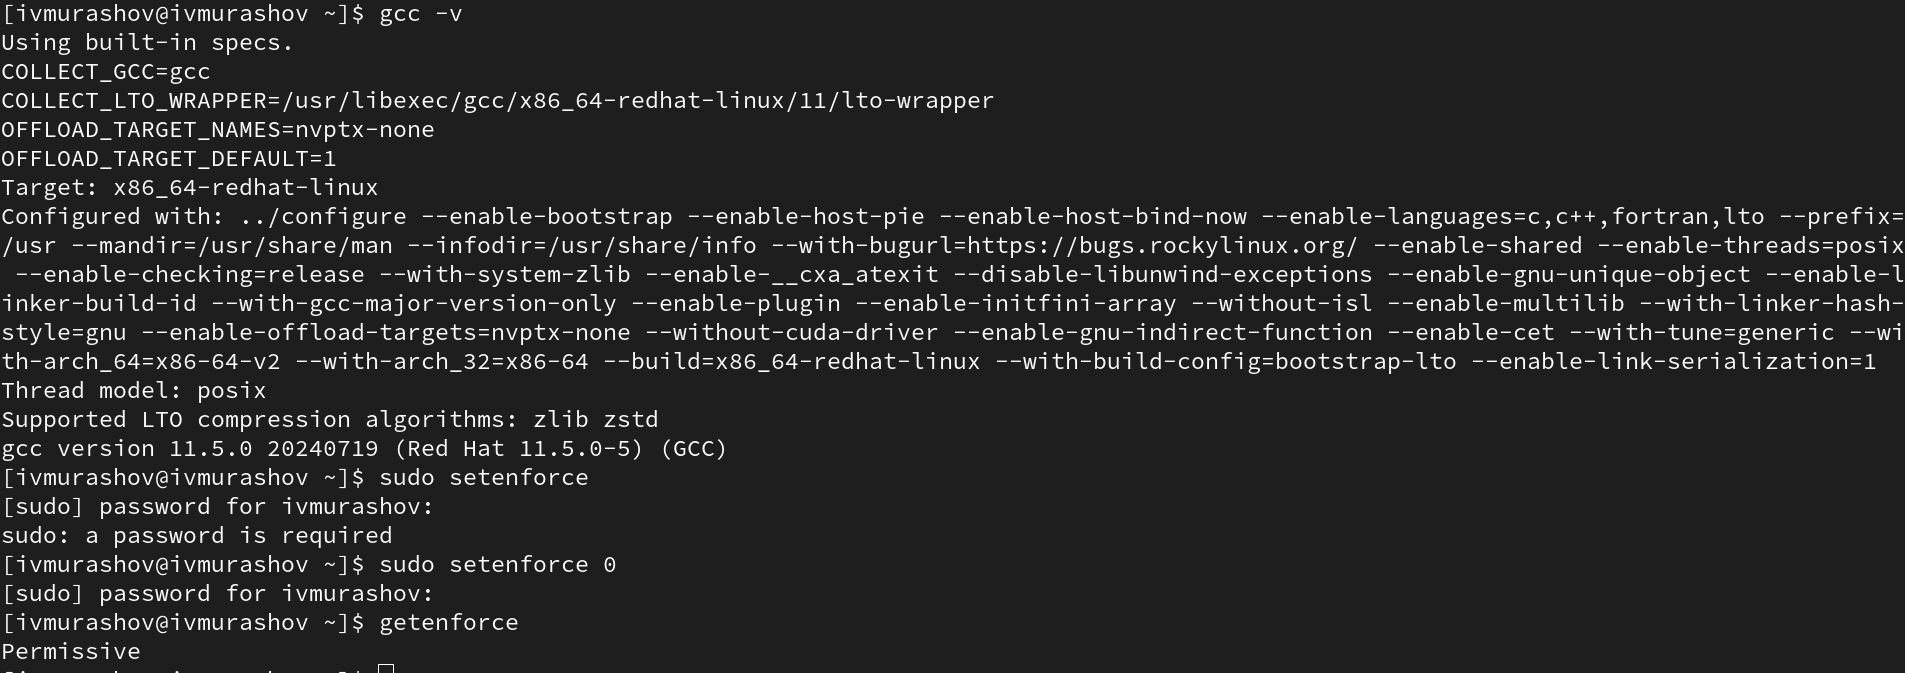 [ivmurashov@ivmurashov ~]$ gcc -v
Using built-in specs.
COLLECT_GCC=gcc
COLLECT_LTO_WRAPPER=/usr/libexec/gcc/x86_64-redhat-linux/11/lto-wrapper
OFFLOAD_TARGET_NAMES=nvptx-none
OFFLOAD_TARGET_DEFAULT=1
Target: x86_64-redhat-linux
Configured with: ../configure --enable-bootstrap --enable-host-pie --enable-host-bind-now --enable-languages=c,c++,fortran,lto --prefix=
/usr --mandir=/usr/share/man --infodir=/usr/share/info --with-bugurl=https://bugs.rockylinux.org/ --enable-shared --enable-threads=posix
 --enable-checking=release --with-system-zlib --enable-__cxa_atexit --disable-libunwind-exceptions --enable-gnu-unique-object --enable-l
inker-build-id --with-gcc-major-version-only --enable-plugin --enable-initfini-array --without-isl --enable-multilib --with-linker-hash-
style=gnu --enable-offload-targets=nvptx-none --without-cuda-driver --enable-gnu-indirect-function --enable-cet --with-tune=generic --wi
th-arch_64=x86-64-v2 --with-arch_32=x86-64 --build=x86_64-redhat-linux --with-build-config=bootstrap-lto --enable-link-serialization=1
Thread model: posix
Supported LTO compression algorithms: zlib zstd
gcc version 11.5.0 20240719 (Red Hat 11.5.0-5) (GCC)
[ivmurashov@ivmurashov ~]$ sudo setenforce
[sudo] password for ivmurashov:
sudo: a password is required
[ivmurashov@ivmurashov ~]$ sudo setenforce 0
[sudo] password for ivmurashov:
[ivmurashov@ivmurashov ~]$ getenforce
Permissive